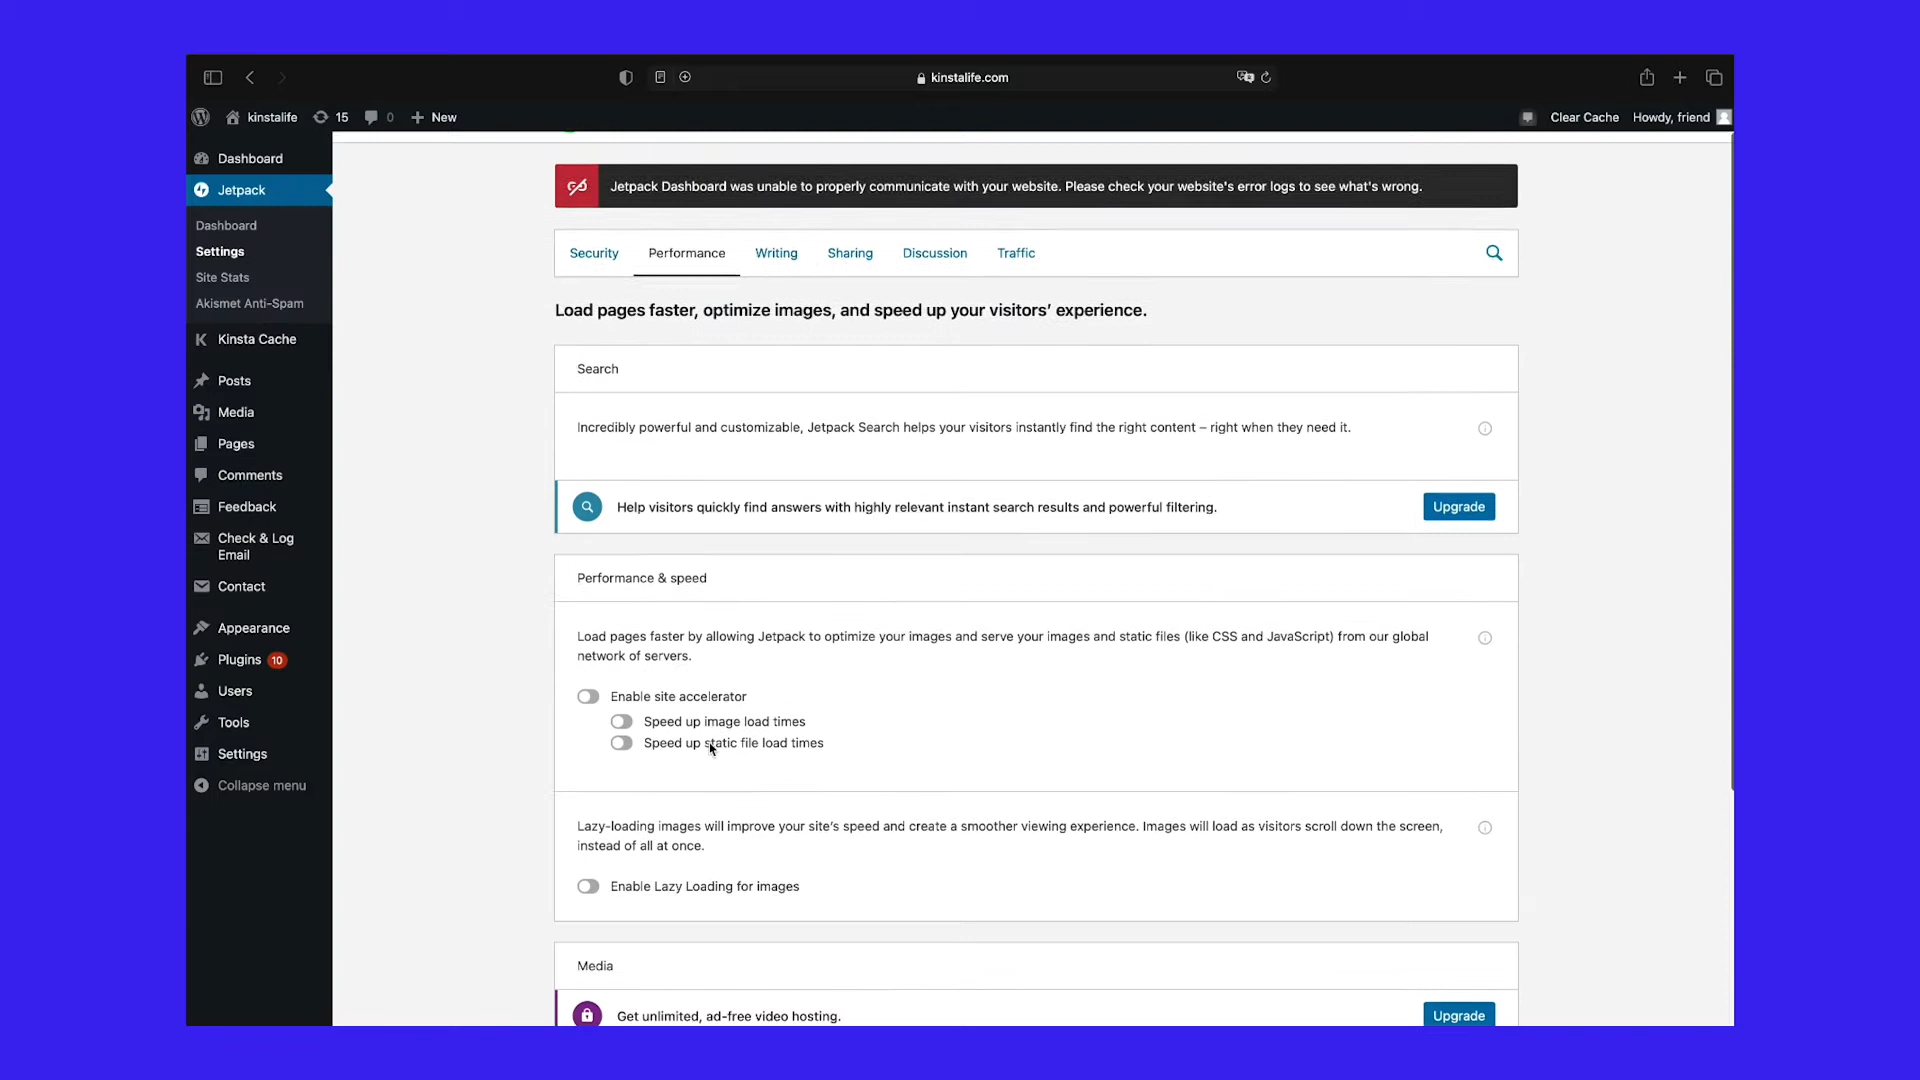 kinstalife.com
kinstalife
15
0
New
Clear Cache
Howdy, friend
Dashboard
Jetpack
Dashboard
Settings
Site Stats
Akismet Anti-Spam
Kinsta Cache
Posts
Media
Pages
Comments
Feedback
Check & Log
Email
Contact
Appearance
Plugins 10
Users
Tools
Settings
Collapse menu
Jetpack Dashboard was unable to properly communicate with your website. Please check your website's error logs to see what's wrong.
Security
Performance
Writing
Sharing
Discussion
Traffic
Load pages faster, optimize images, and speed up your visitors’ experience.
Search
Incredibly powerful and customizable, Jetpack Search helps your visitors instantly find the right content – right when they need it.
Help visitors quickly find answers with highly relevant instant search results and powerful filtering.
Upgrade
Performance & speed
Load pages faster by allowing Jetpack to optimize your images and serve your images and static files (like CSS and JavaScript) from our global
network of servers.
Enable site accelerator
Speed up image load times
Speed up static file load times
Lazy-loading images will improve your site’s speed and create a smoother viewing experience. Images will load as visitors scroll down the screen,
instead of all at once.
Enable Lazy Loading for images
Media
Get unlimited, ad-free video hosting.
Upgrade